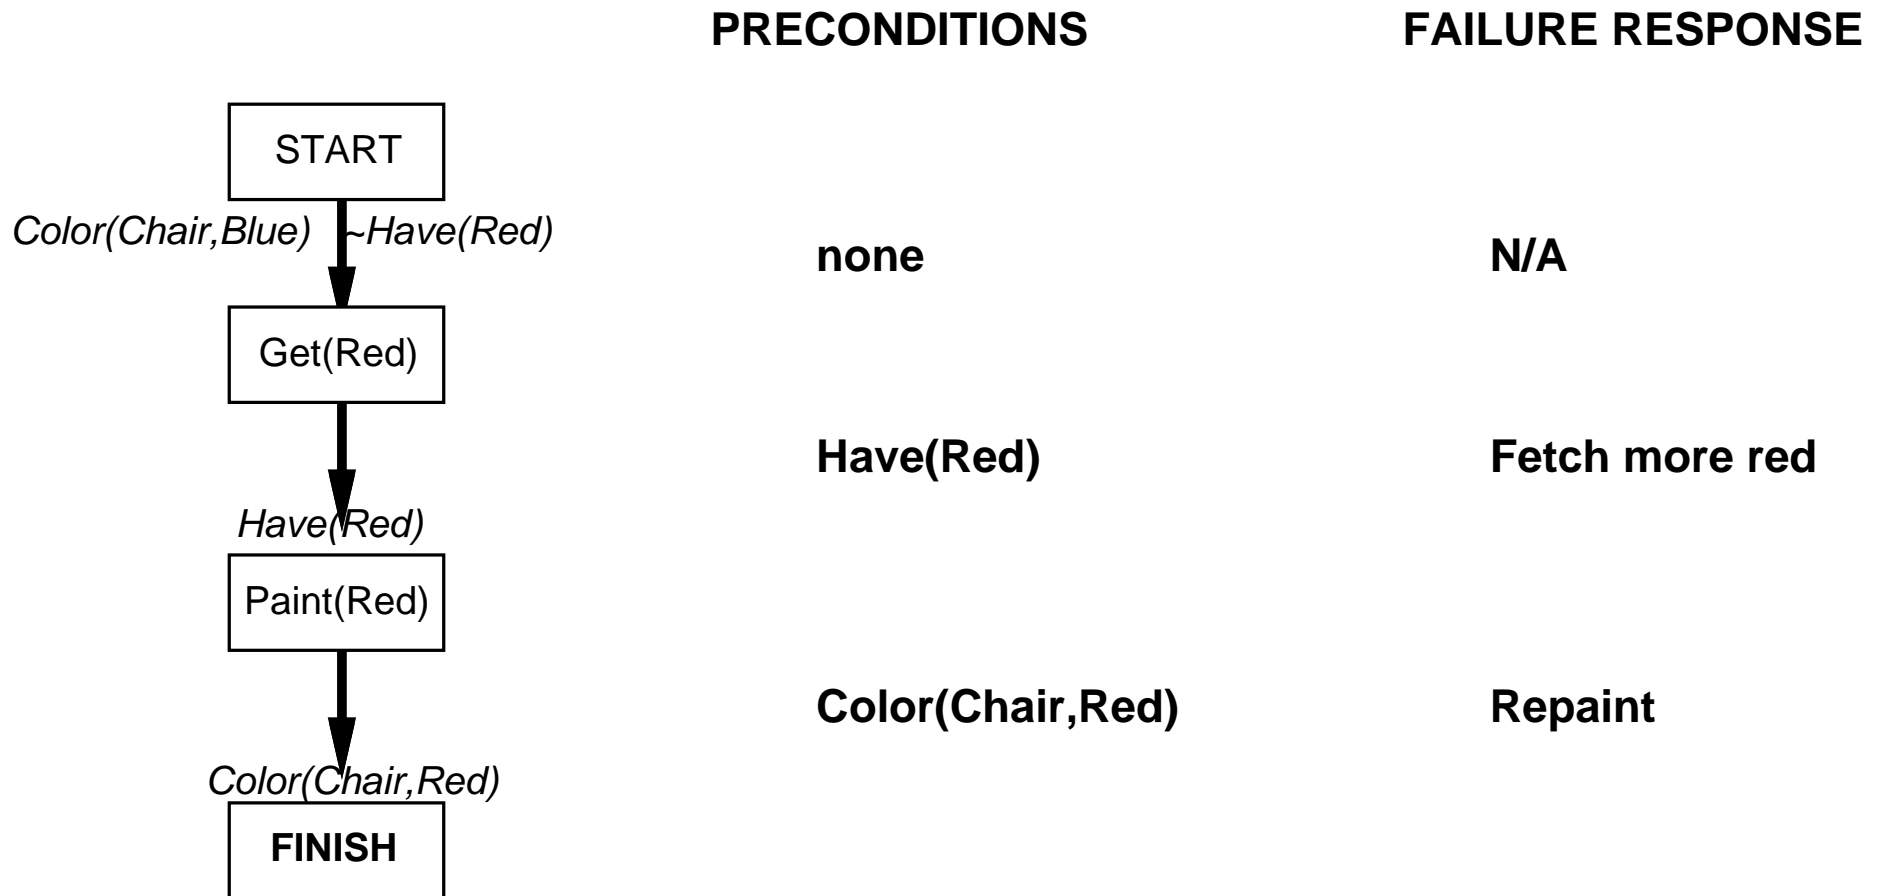 PRECONDITIONS FAILURE RESPONSE
START
Color(Chair,Blue) ~Have(Red)
none N/A
Get(Red)
Have(Red) Fetch more red
Have(Red)
Paint(Red)
Color(Chair,Red) Repaint
Color(Chair,Red)
FINISH